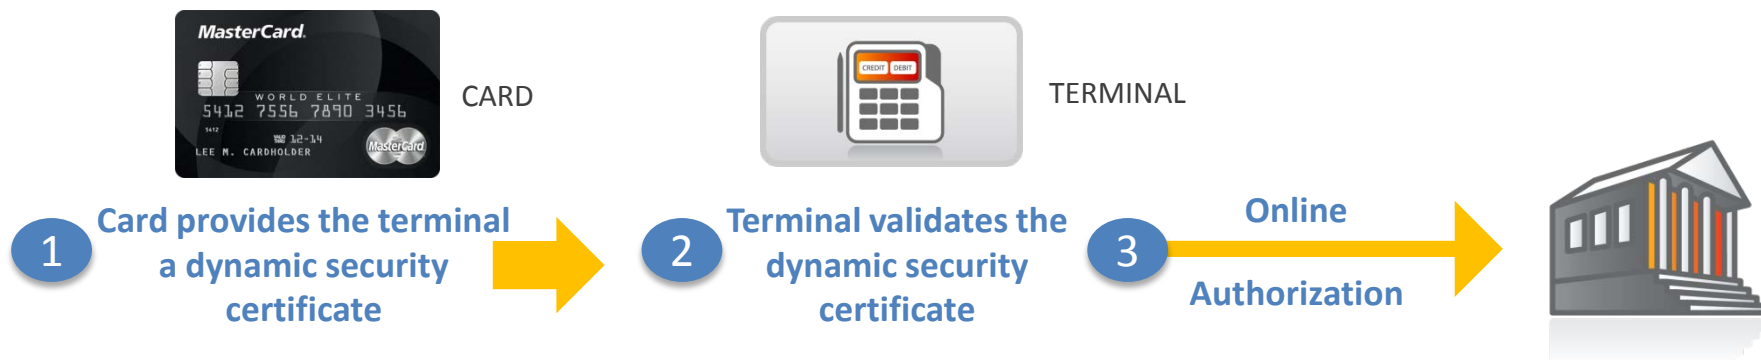 MasterCard.
WORLD ELITE
5412 7556 7890 3456
5412
12-14
LEE M. CARDHOLDER
MasterCard
CARD
CREDIT DEBIT
TERMINAL
1
Card provides the terminal
a dynamic security
certificate
2
Terminal validates the
dynamic security
certificate
3
Online
Authorization